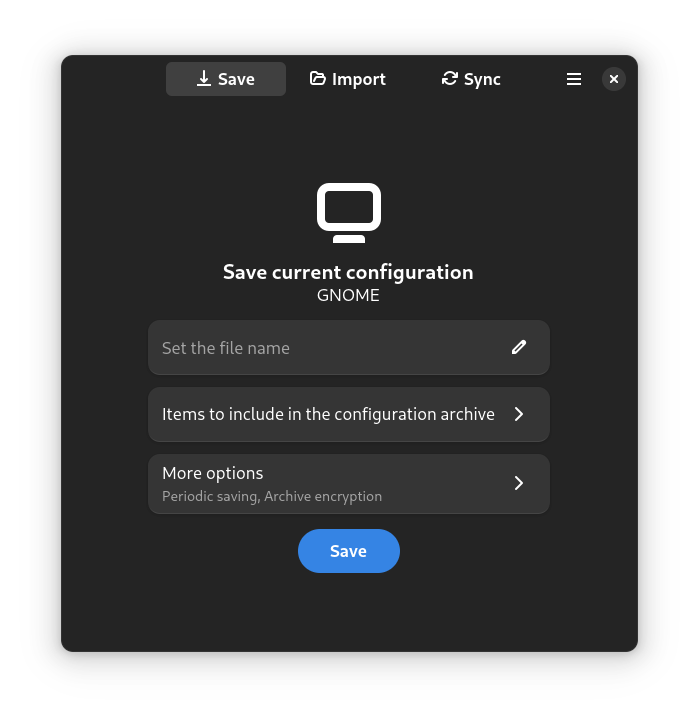 Save
Import
Sync
Save current configuration
GNOME
Set the file name
Items to include in the configuration archive
More options
Periodic saving, Archive encryption
Save